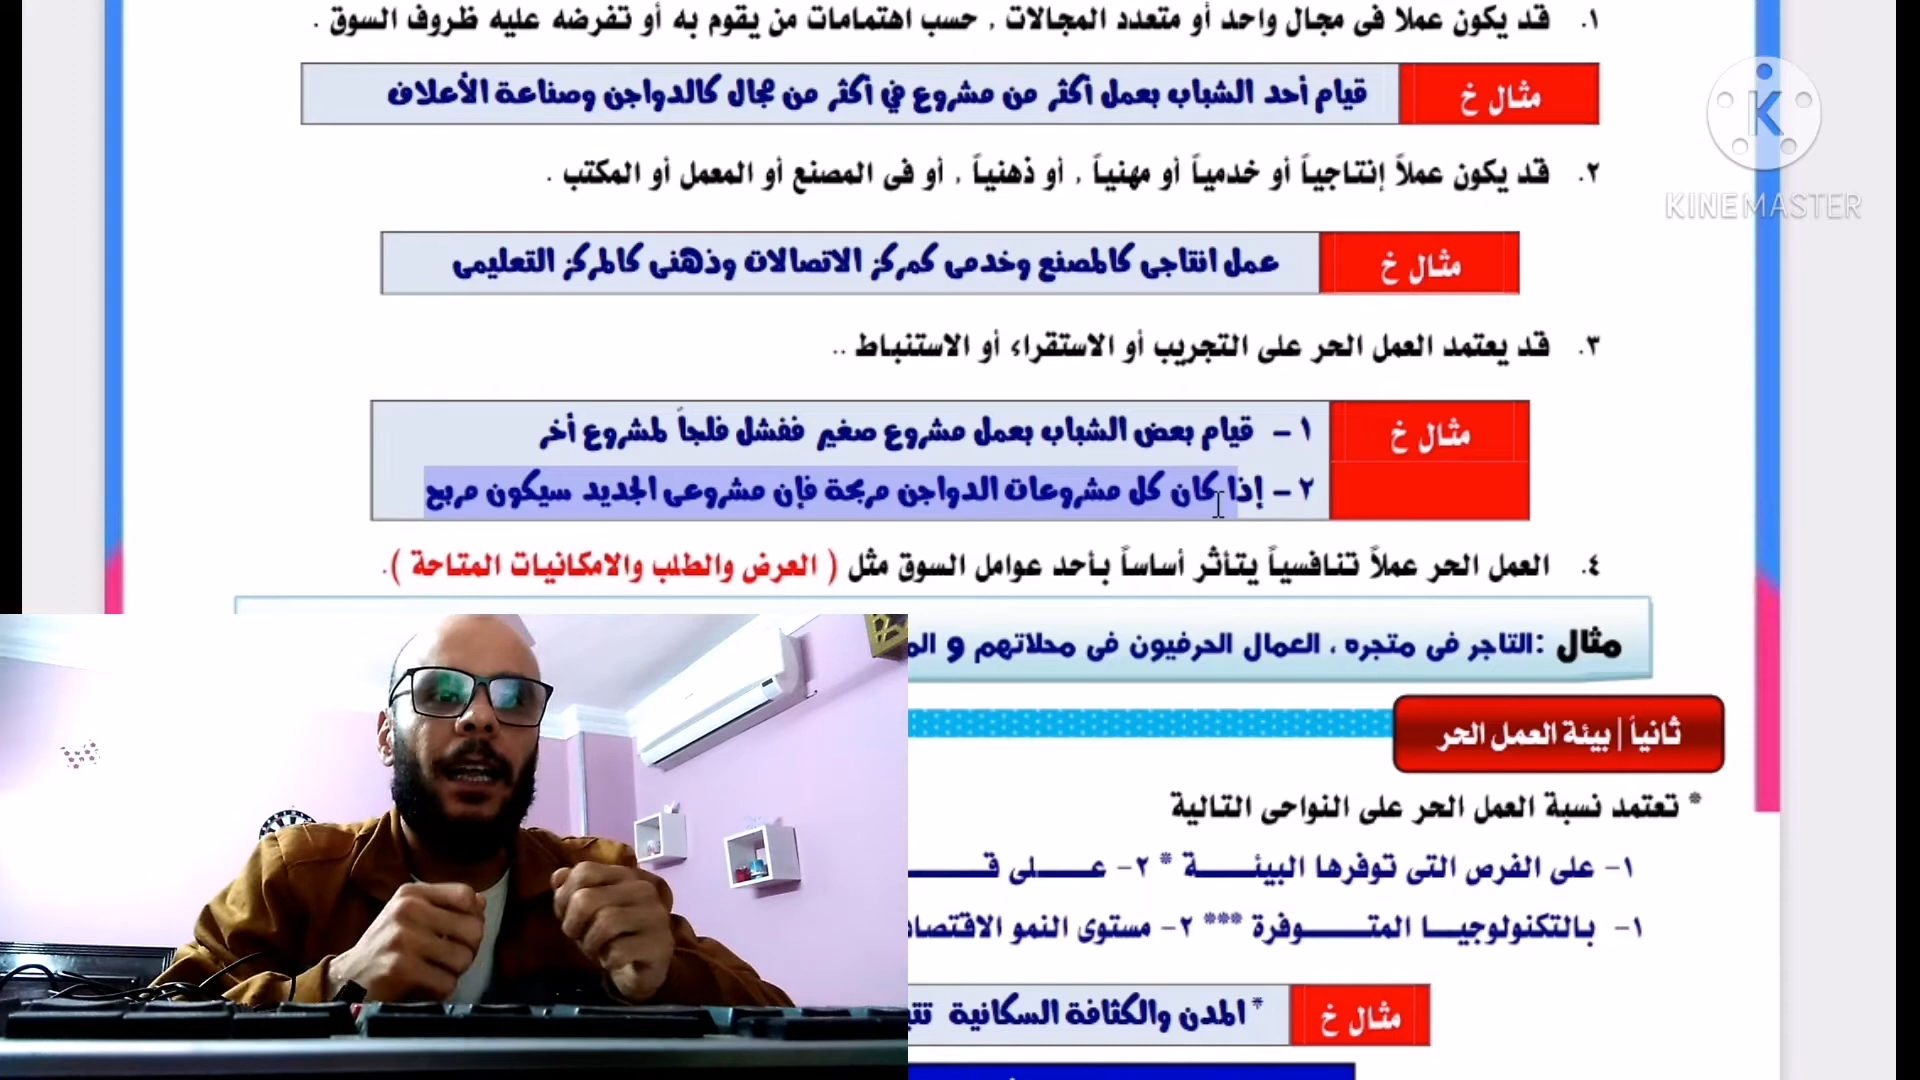 ١. قد يكون عملا فى مجال واحد أو متعدد المجالات , حسب اهتمامات من يقوم به أو تفرضه عليه ظروف السوق .
مثال خ قيام أحد الشباب بعمل أكثر من مشروع في أكثر من مجال كالدواجن وصناعة الأعلاف
KINEMASTER
٢. قد يكون عملاً إنتاجياً أو خدمياً أو مهنياً , أو ذهنياً , أو فى المصنع أو المعمل أو المكتب .
مثال خ عمل انتاجى كالمصنع وخدمى كمركز الاتصالات وذهنى كالمركز التعليمى
٣. قد يعتمد العمل الحر على التجريب أو الاستقراء أو الاستنباط ..
مثال خ ١ – قيام بعض الشباب بعمل مشروع صغير ففشل فلجاً لمشروع أخر
٢ – إذا كان كل مشروعات الدواجن مربحة فإن مشروعى الجديد سيكون مربح
٤. العمل الحر عملاً تنافسياً يتأثر أساساً بأحد عوامل السوق مثل ( العرض والطلب والامكانيات المتاحة ).
مثال :التاجر فى متجره ، العمال الحرفيون فى محلاتهم و
ثانياً | بيئة العمل الحر
* تعتمد نسبة العمل الحر على النواحى التالية
١- على الفرص التى توفرها البيئــــة * ٢- عــــلى
١- بالتكنولوجيــا المتـــــوفرة *** ٢- مستوى النمو
مثال خ * المدن والكثافة السكانية